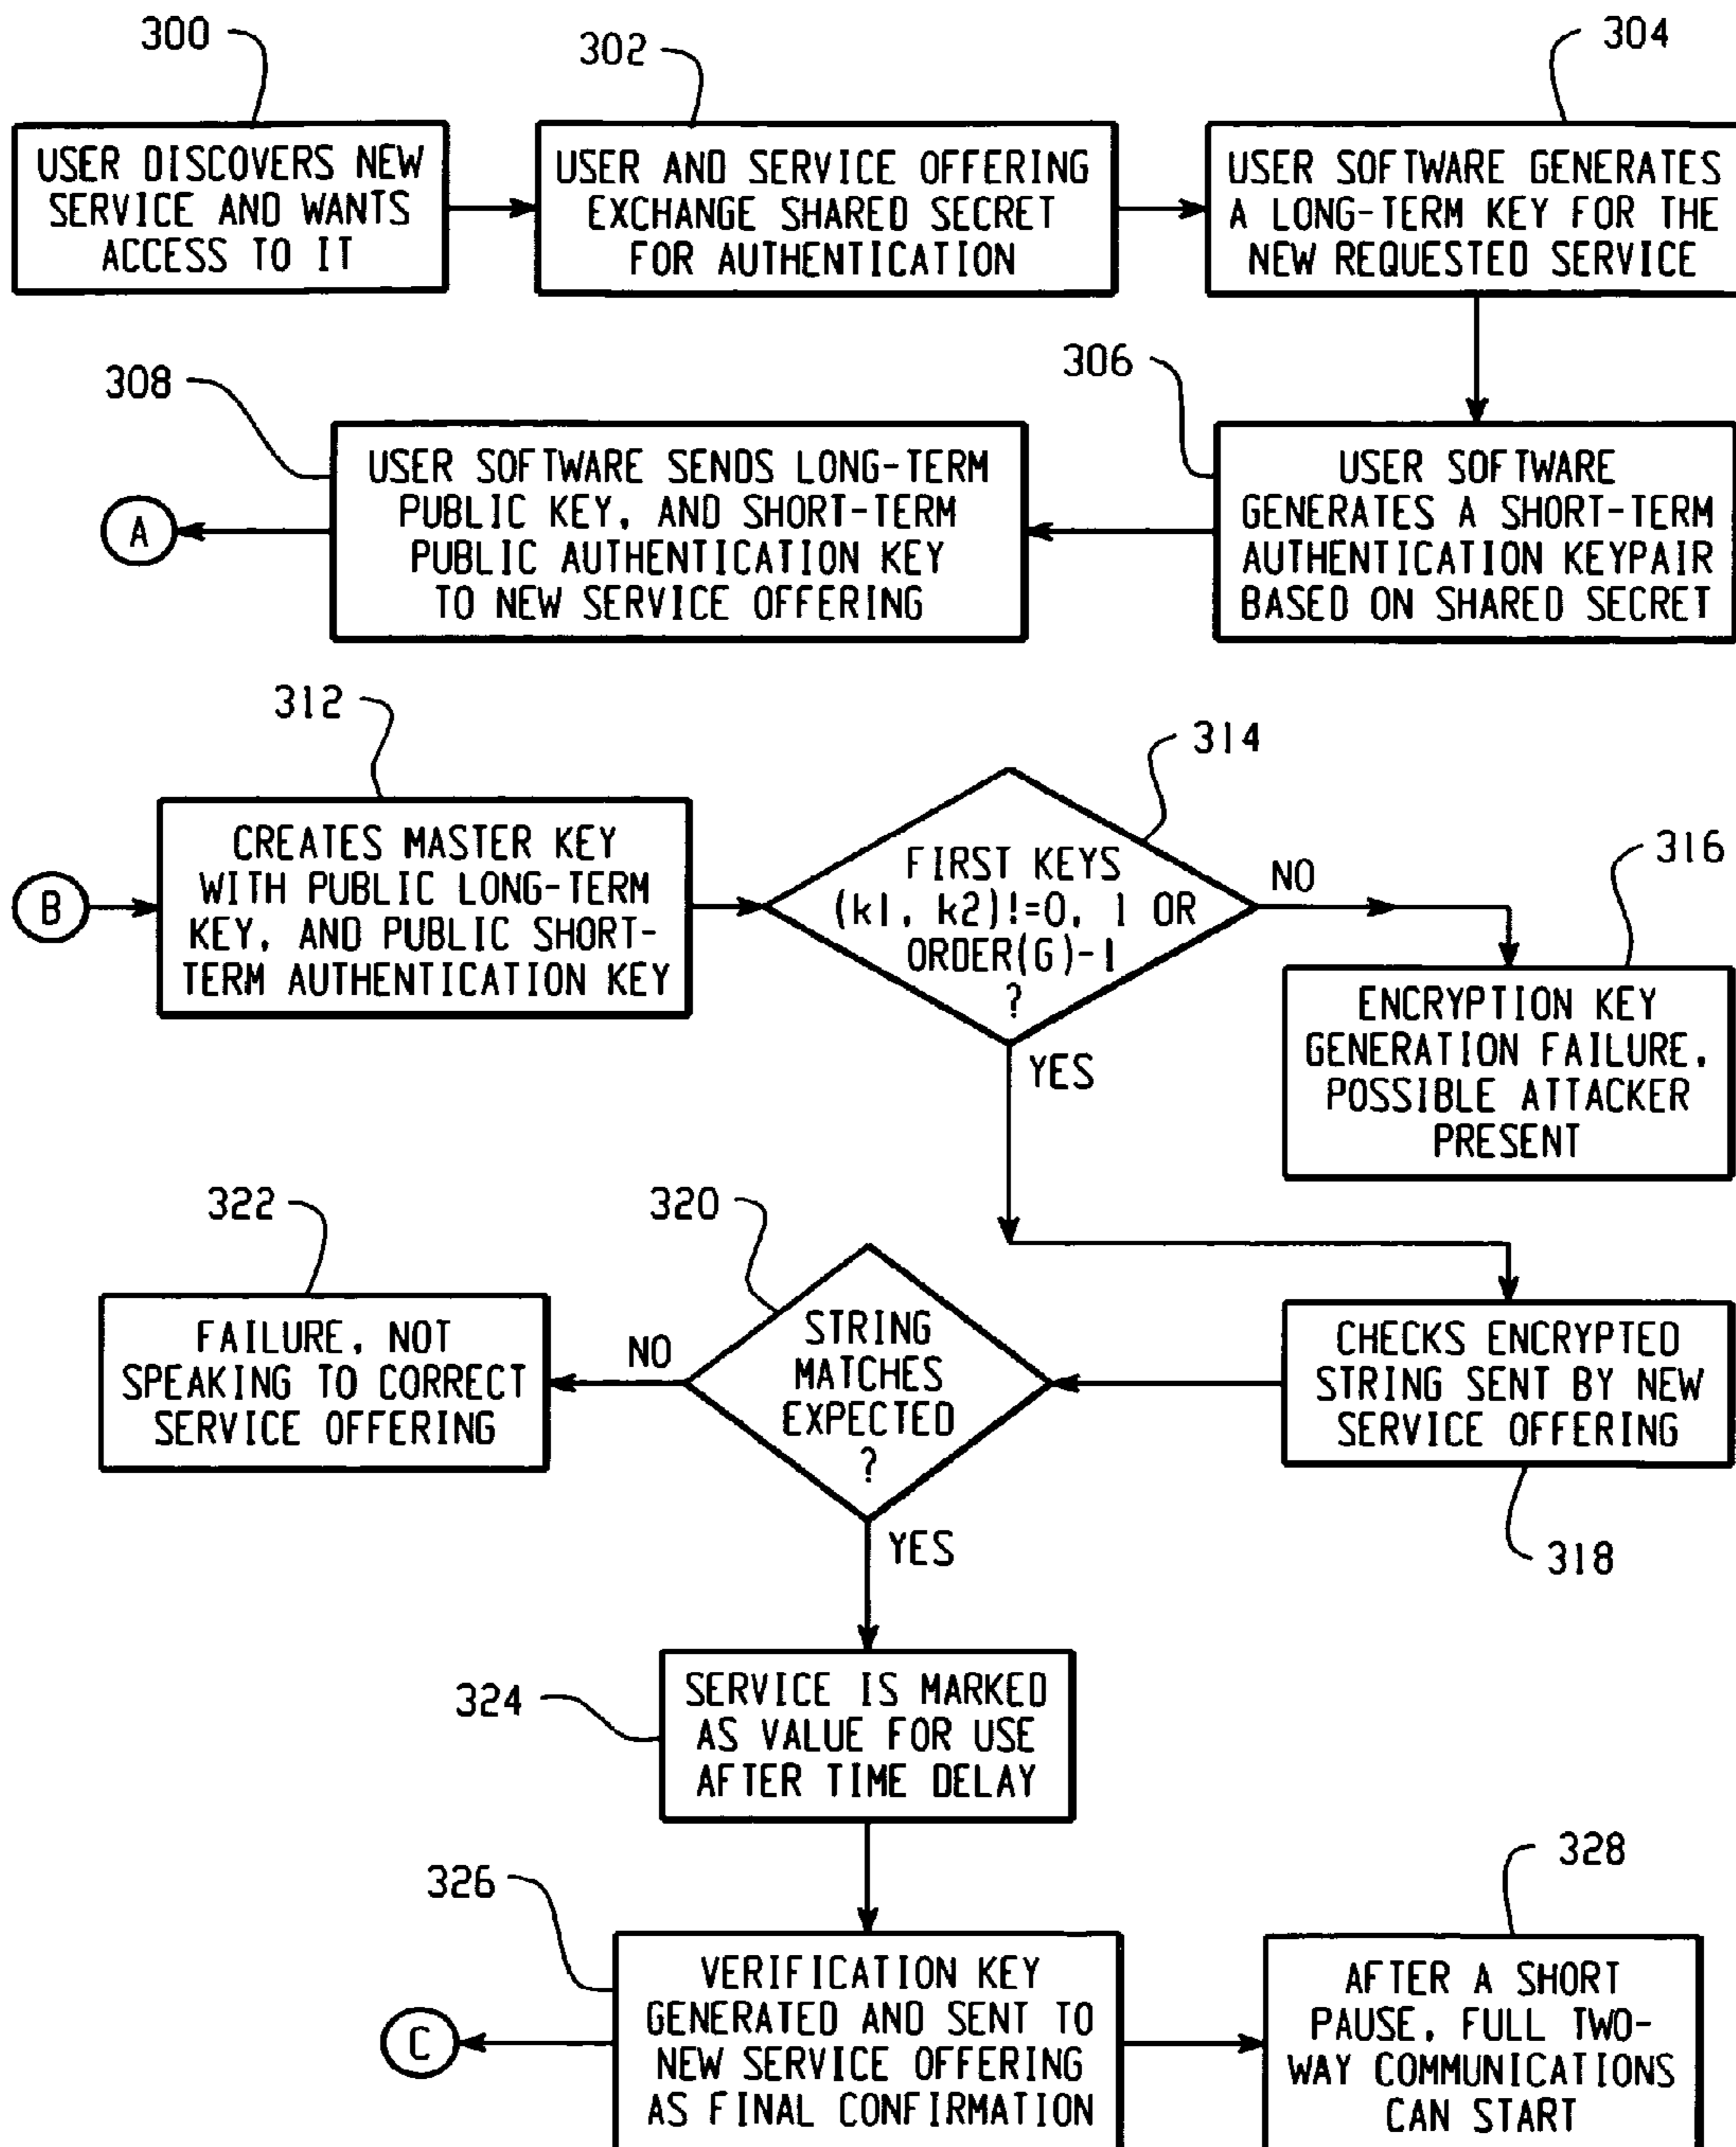 300
302
304
USER DISCOVERS NEW
SERVICE AND WANTS
ACCESS TO IT
USER AND SERVICE OFFERING
EXCHANGE SHARED SECRET
FOR AUTHENTICATION
USER SOFTWARE GENERATES
A LONG-TERM KEY FOR THE
NEW REQUESTED SERVICE
308
306
A
USER SOFTWARE SENDS LONG-TERM
PUBLIC KEY, AND SHORT-TERM
PUBLIC AUTHENTICATION KEY
TO NEW SERVICE OFFERING
USER SOFTWARE
GENERATES A SHORT-TERM
AUTHENTICATION KEYPAIR
BASED ON SHARED SECRET
312
314
B
CREATES MASTER KEY
WITH PUBLIC LONG-TERM
KEY, AND PUBLIC SHORT-
TERM AUTHENTICATION KEY
FIRST KEYS
(k1, k2)!=0, 1 OR
ORDER(G)-1
?
NO
316
YES
ENCRYPTION KEY
GENERATION FAILURE,
POSSIBLE ATTACKER
PRESENT
322
320
FAILURE, NOT
SPEAKING TO CORRECT
SERVICE OFFERING
NO
STRING
MATCHES
EXPECTED
?
CHECKS ENCRYPTED
STRING SENT BY NEW
SERVICE OFFERING
YES
318
324
SERVICE IS MARKED
AS VALUE FOR USE
AFTER TIME DELAY
326
328
C
VERIFICATION KEY
GENERATED AND SENT TO
NEW SERVICE OFFERING
AS FINAL CONFIRMATION
AFTER A SHORT
PAUSE, FULL TWO-
WAY COMMUNICATIONS
CAN START